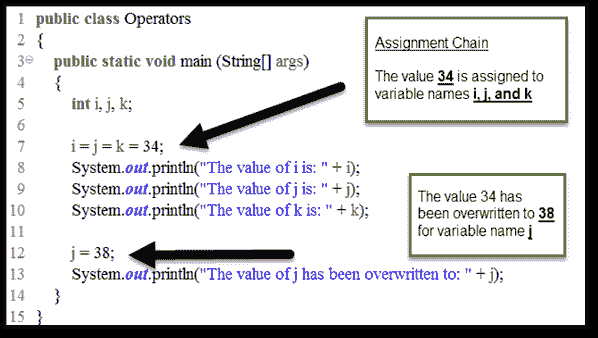 1 public class Operators
2 {
3 public static void main (String[] args)
4 {
5 int i, j, k;
6
7 i = j = k = 34;
8 System.out.println("The value of i is: " + i);
9 System.out.println("The value of j is: " + j);
10 System.out.println("The value of k is: " + k);
11
12 j = 38;
13 System.out.println("The value of j has been overwritten to: " + j);
14 }
15 }
Assignment Chain
The value 34 is assigned to
variable names i, j, and k
The value 34 has
been overwritten to 38
for variable name j